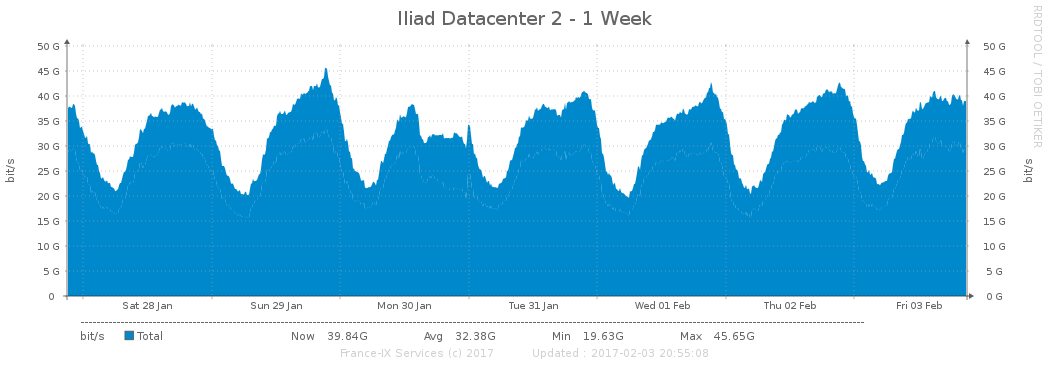 Iliad Datacenter 2 - 1 Week
RRDTOOL / TOBI OETIKER
bit/s
50 G
45 G
40 G
35 G
30 G
25 G
20 G
15 G
10 G
5 G
0
50 G
45 G
40 G
35 G
30 G
25 G
20 G
15 G
10 G
5 G
0 G
bit/s
Sat 28 Jan Sun 29 Jan Mon 30 Jan Tue 31 Jan Wed 01 Feb Thu 02 Feb Fri 03 Feb
bit/s Total Now 39.84G Avg 32.38G Min 19.63G Max 45.65G
France-IX Services (c) 2017 Updated : 2017-02-03 20:55:08